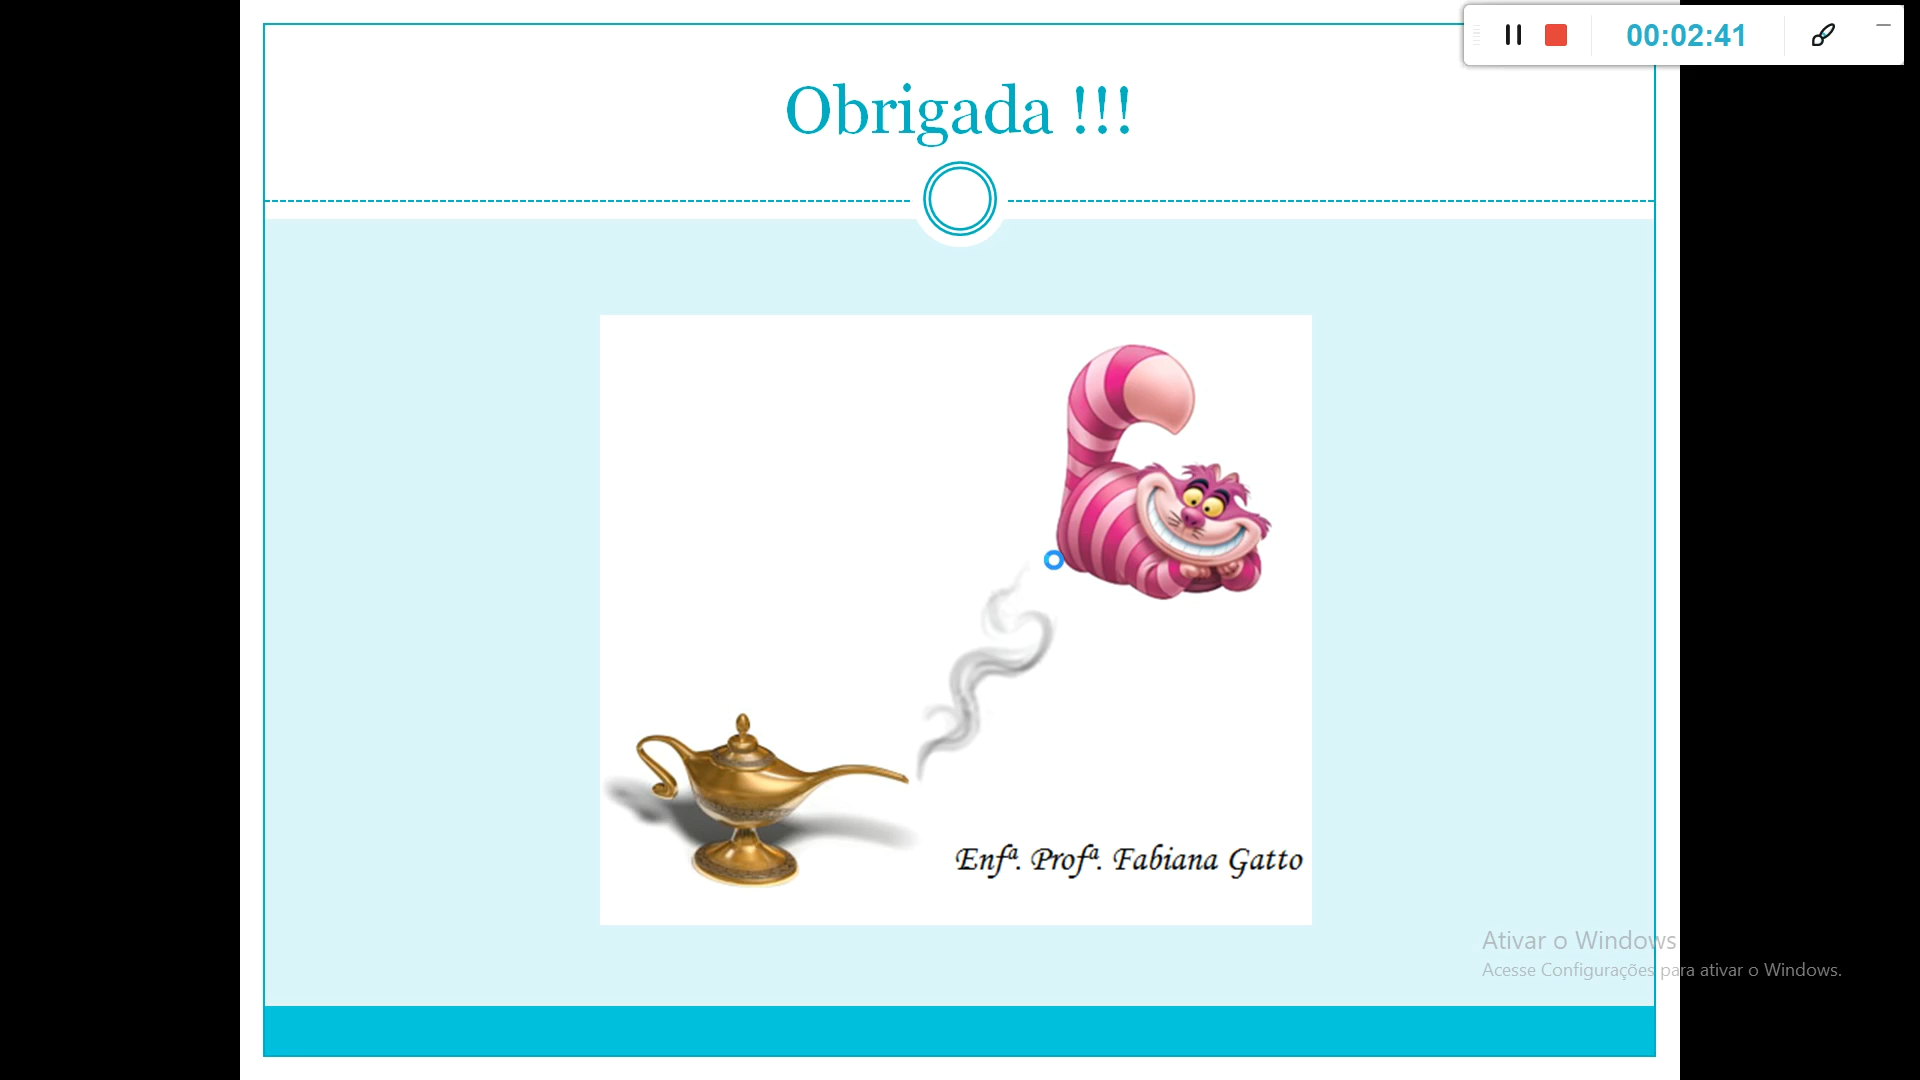 00:02:41
Obrigada !!!
Enfª. Profª. Fabiana Gatto
Ativar o Windows
Acesse Configurações para ativar o Windows.